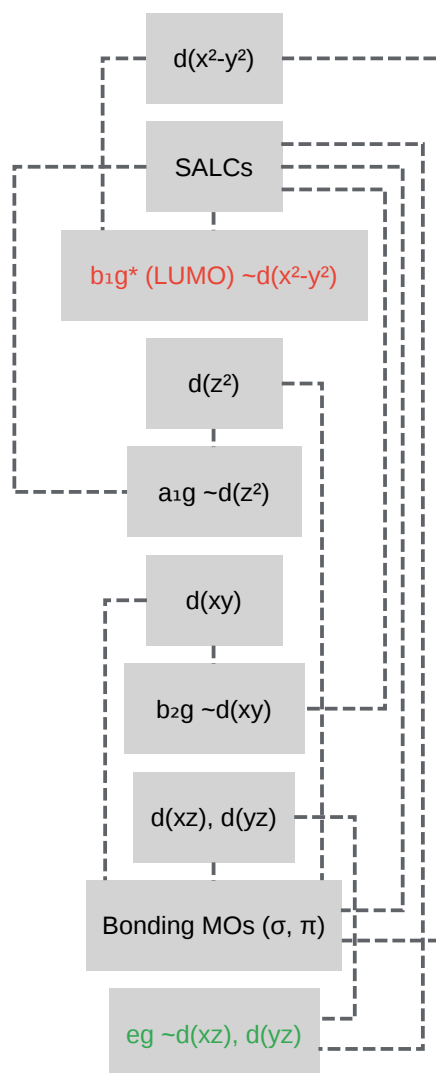 d(x²-y²)
SALCs
b₁g* (LUMO) ~d(x²-y²)
d(z²)
a₁g ~d(z²)
d(xy)
b₂g ~d(xy)
d(xz), d(yz)
Bonding MOs (σ, π)
eg ~d(xz), d(yz)